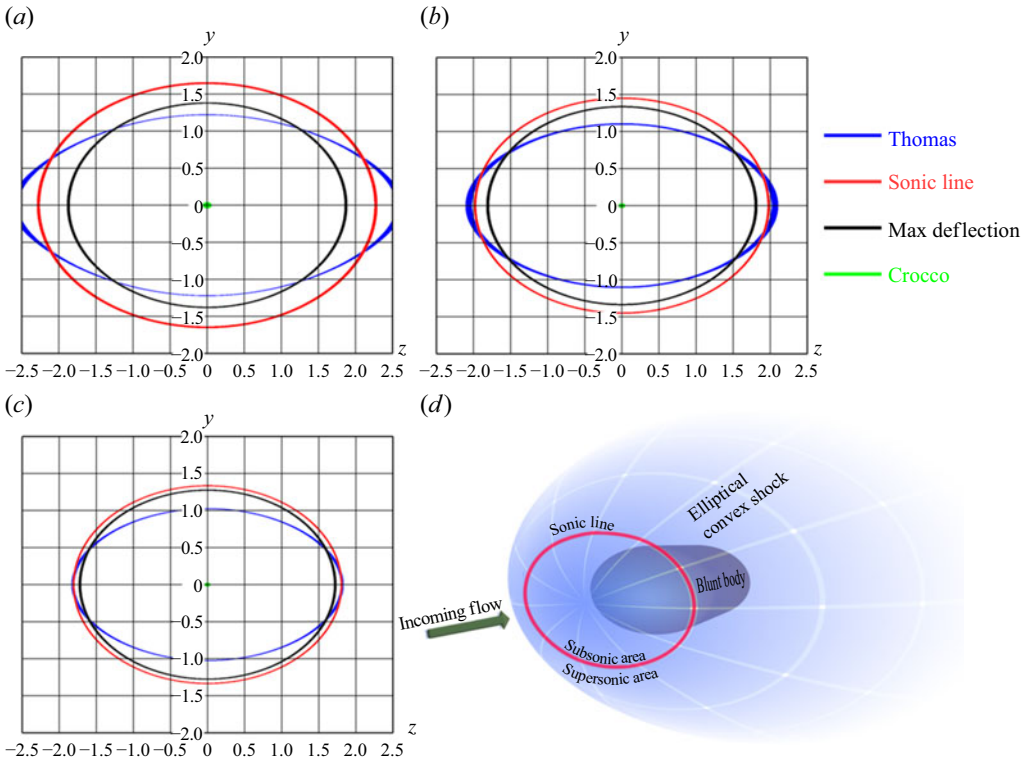 (a)
y
2.0
1.5
1.0
0.5
0
−0.5
−1.0
−1.5
−2.0
z
−2.5 −2.0 −1.5 −1.0 −0.5 0 0.5 1.0 1.5 2.0 2.5
(b)
y
2.0
1.5
1.0
0.5
0
−0.5
−1.0
−1.5
−2.0
z
−2.5 −2.0 −1.5 −1.0 −0.5 0 0.5 1.0 1.5 2.0 2.5
Thomas
Sonic line
Max deflection
Crocco
(c)
y
2.0
1.5
1.0
0.5
0
−0.5
−1.0
−1.5
−2.0
z
−2.5 −2.0 −1.5 −1.0 −0.5 0 0.5 1.0 1.5 2.0 2.5
(d)
Elliptical
convex shock
Sonic line
Blunt body
Incoming flow
Subsonic area
Supersonic area